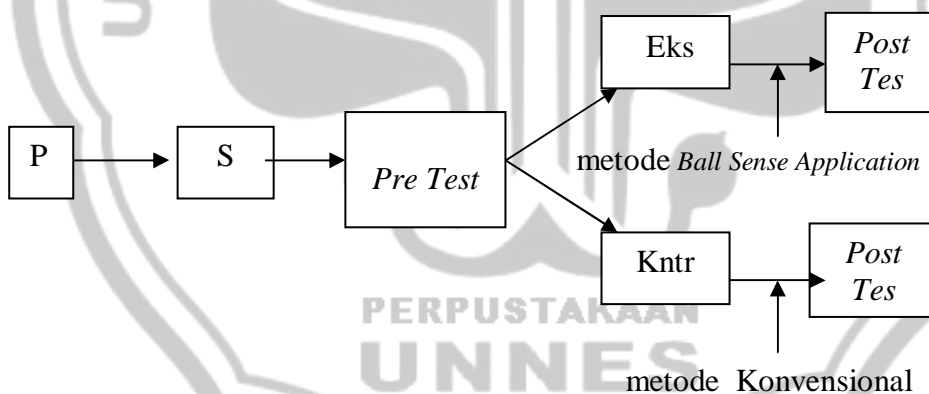 Eks
Post
Tes
P
S
Pre Test
metode Ball Sense Application
Kntr
Post
Tes
PERPUSTAKAAN
UNNES
metode Konvensional